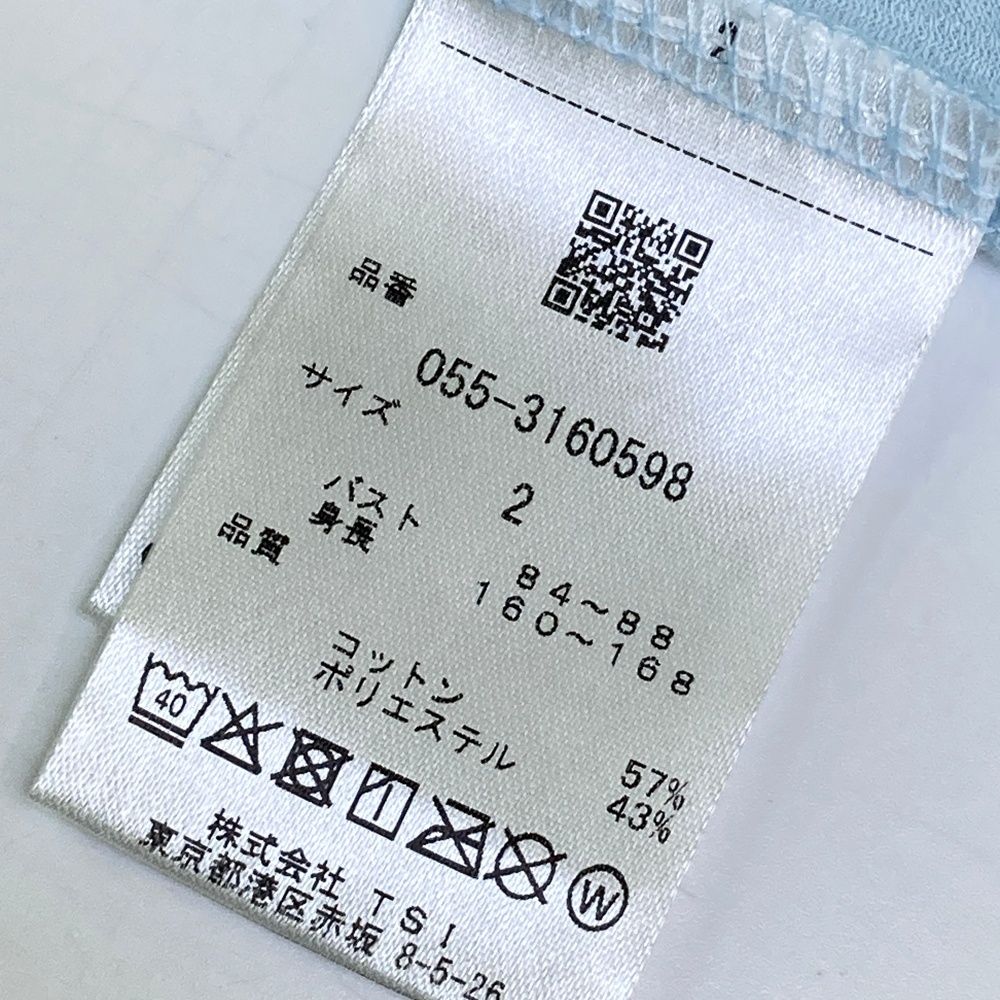 2
品番
055-3160598
サイズ
2
バスト 84～88
身長 160～168
品質
コットン 57%
ポリエステル 43%
40
W
株式会社 TSI
東京都港区赤坂 8-5-26